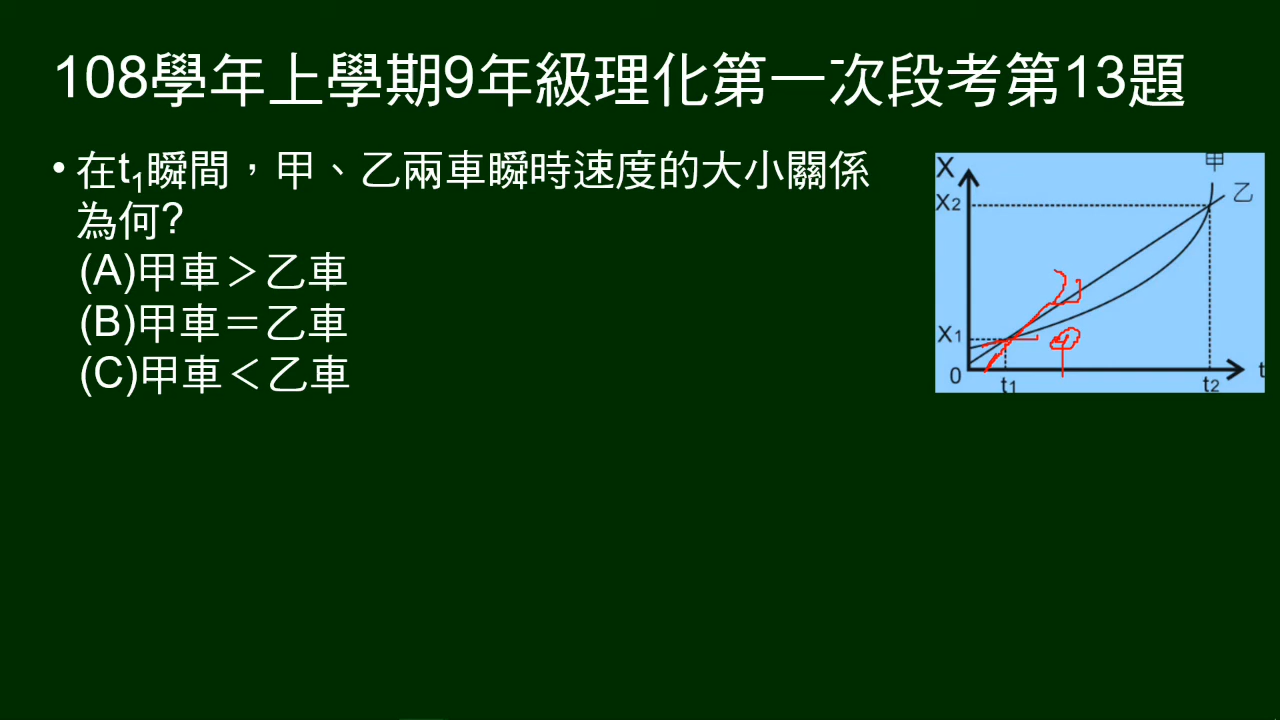 108學年上學期9年級理化第一次段考第13題
• 在t₁瞬間，甲、乙兩車瞬時速度的大小關係
為何?
(A)甲車＞乙車
(B)甲車＝乙車
(C)甲車＜乙車
甲
X
乙
X2
乙
X1
甲
0
t
t1
t2